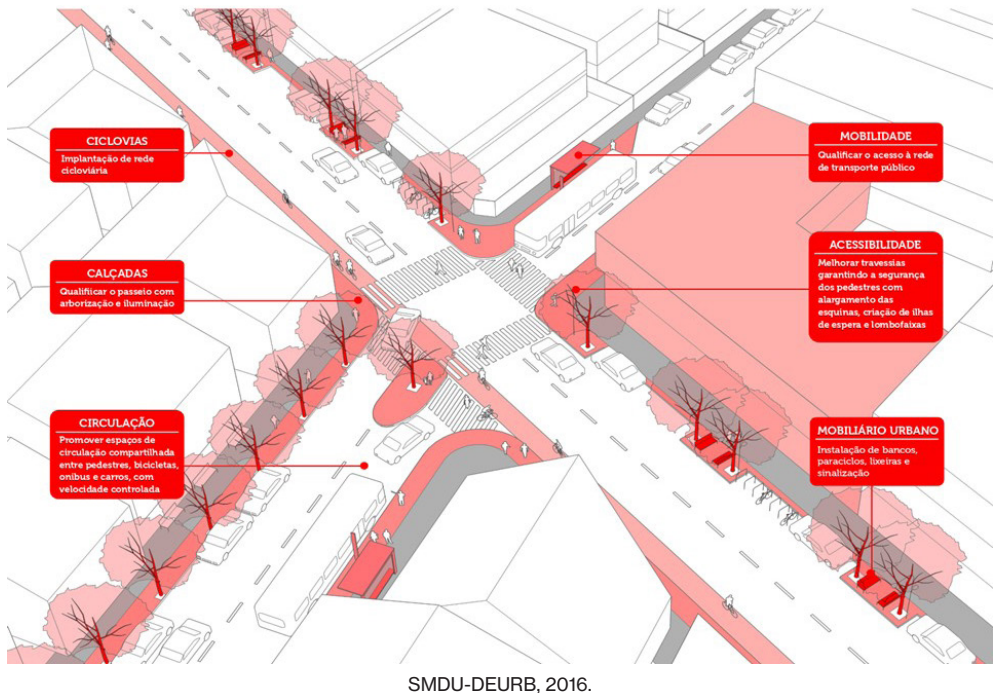 CICLOVIAS
Implantação de rede
cicloviária
CALÇADAS
Qualifiicar o passeio com
arborização e iluminação
CIRCULAÇÃO
Promover espaços de
circulação compartilhada
entre pedestres, bicicletas,
onibus e carros, com
velocidade controlada
MOBILIDADE
Qualificar o acesso à rede
de transporte público
ACESSIBILIDADE
Melhorar travessias
garantindo a segurança
dos pedestres com
alargamento das
esquinas, criação de ilhas
de espera e lombofaixas
MOBILIÁRIO URBANO
Instalação de bancos,
paraciclos, lixeiras e
sinalização
SMDU-DEURB, 2016.